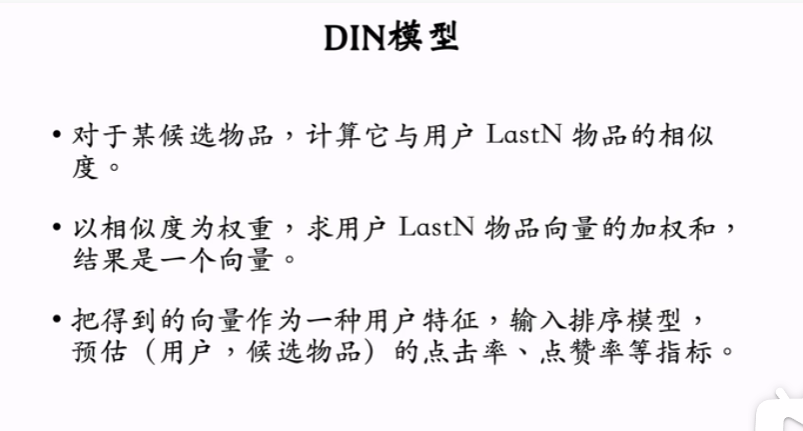 DIN模型
• 对于某候选物品，计算它与用户 LastN 物品的相似
度。
• 以相似度为权重，求用户 LastN 物品向量的加权和，
结果是一个向量。
• 把得到的向量作为一种用户特征，输入排序模型，
预估（用户，候选物品）的点击率、点赞率等指标。